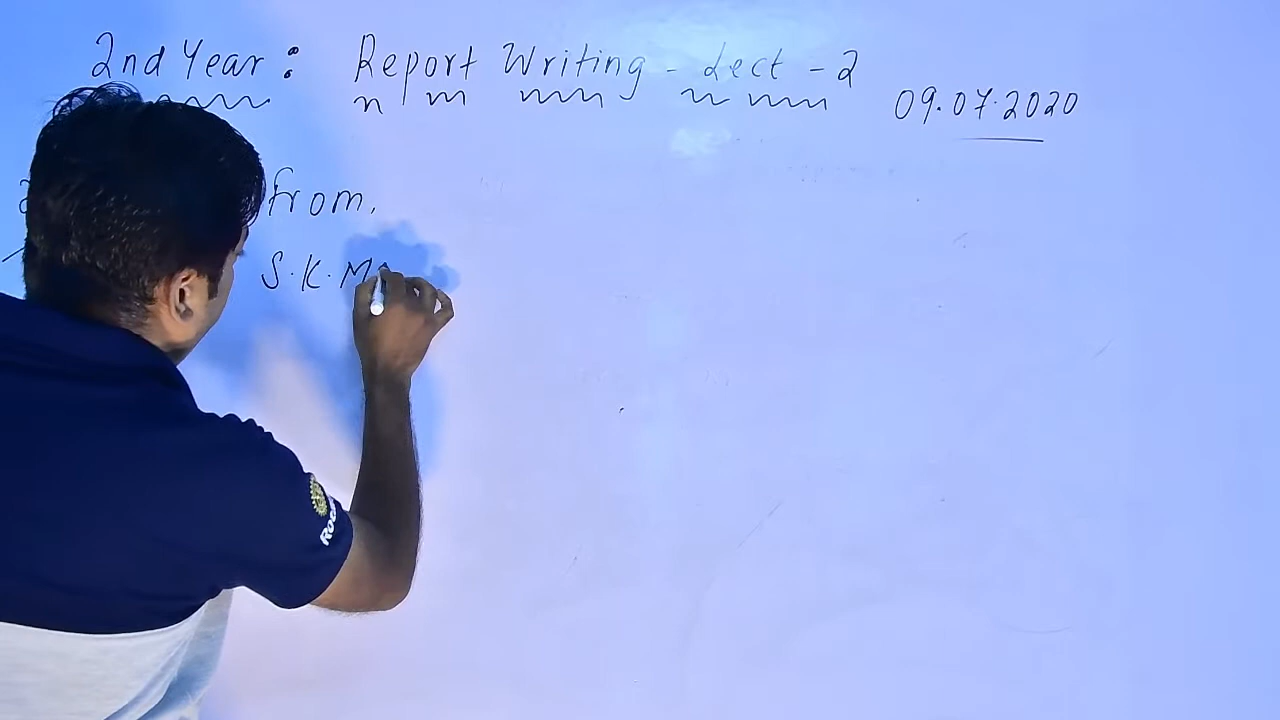 2nd Year: Report Writing - Lect - 2
09.07.2020
From,
S.K.M